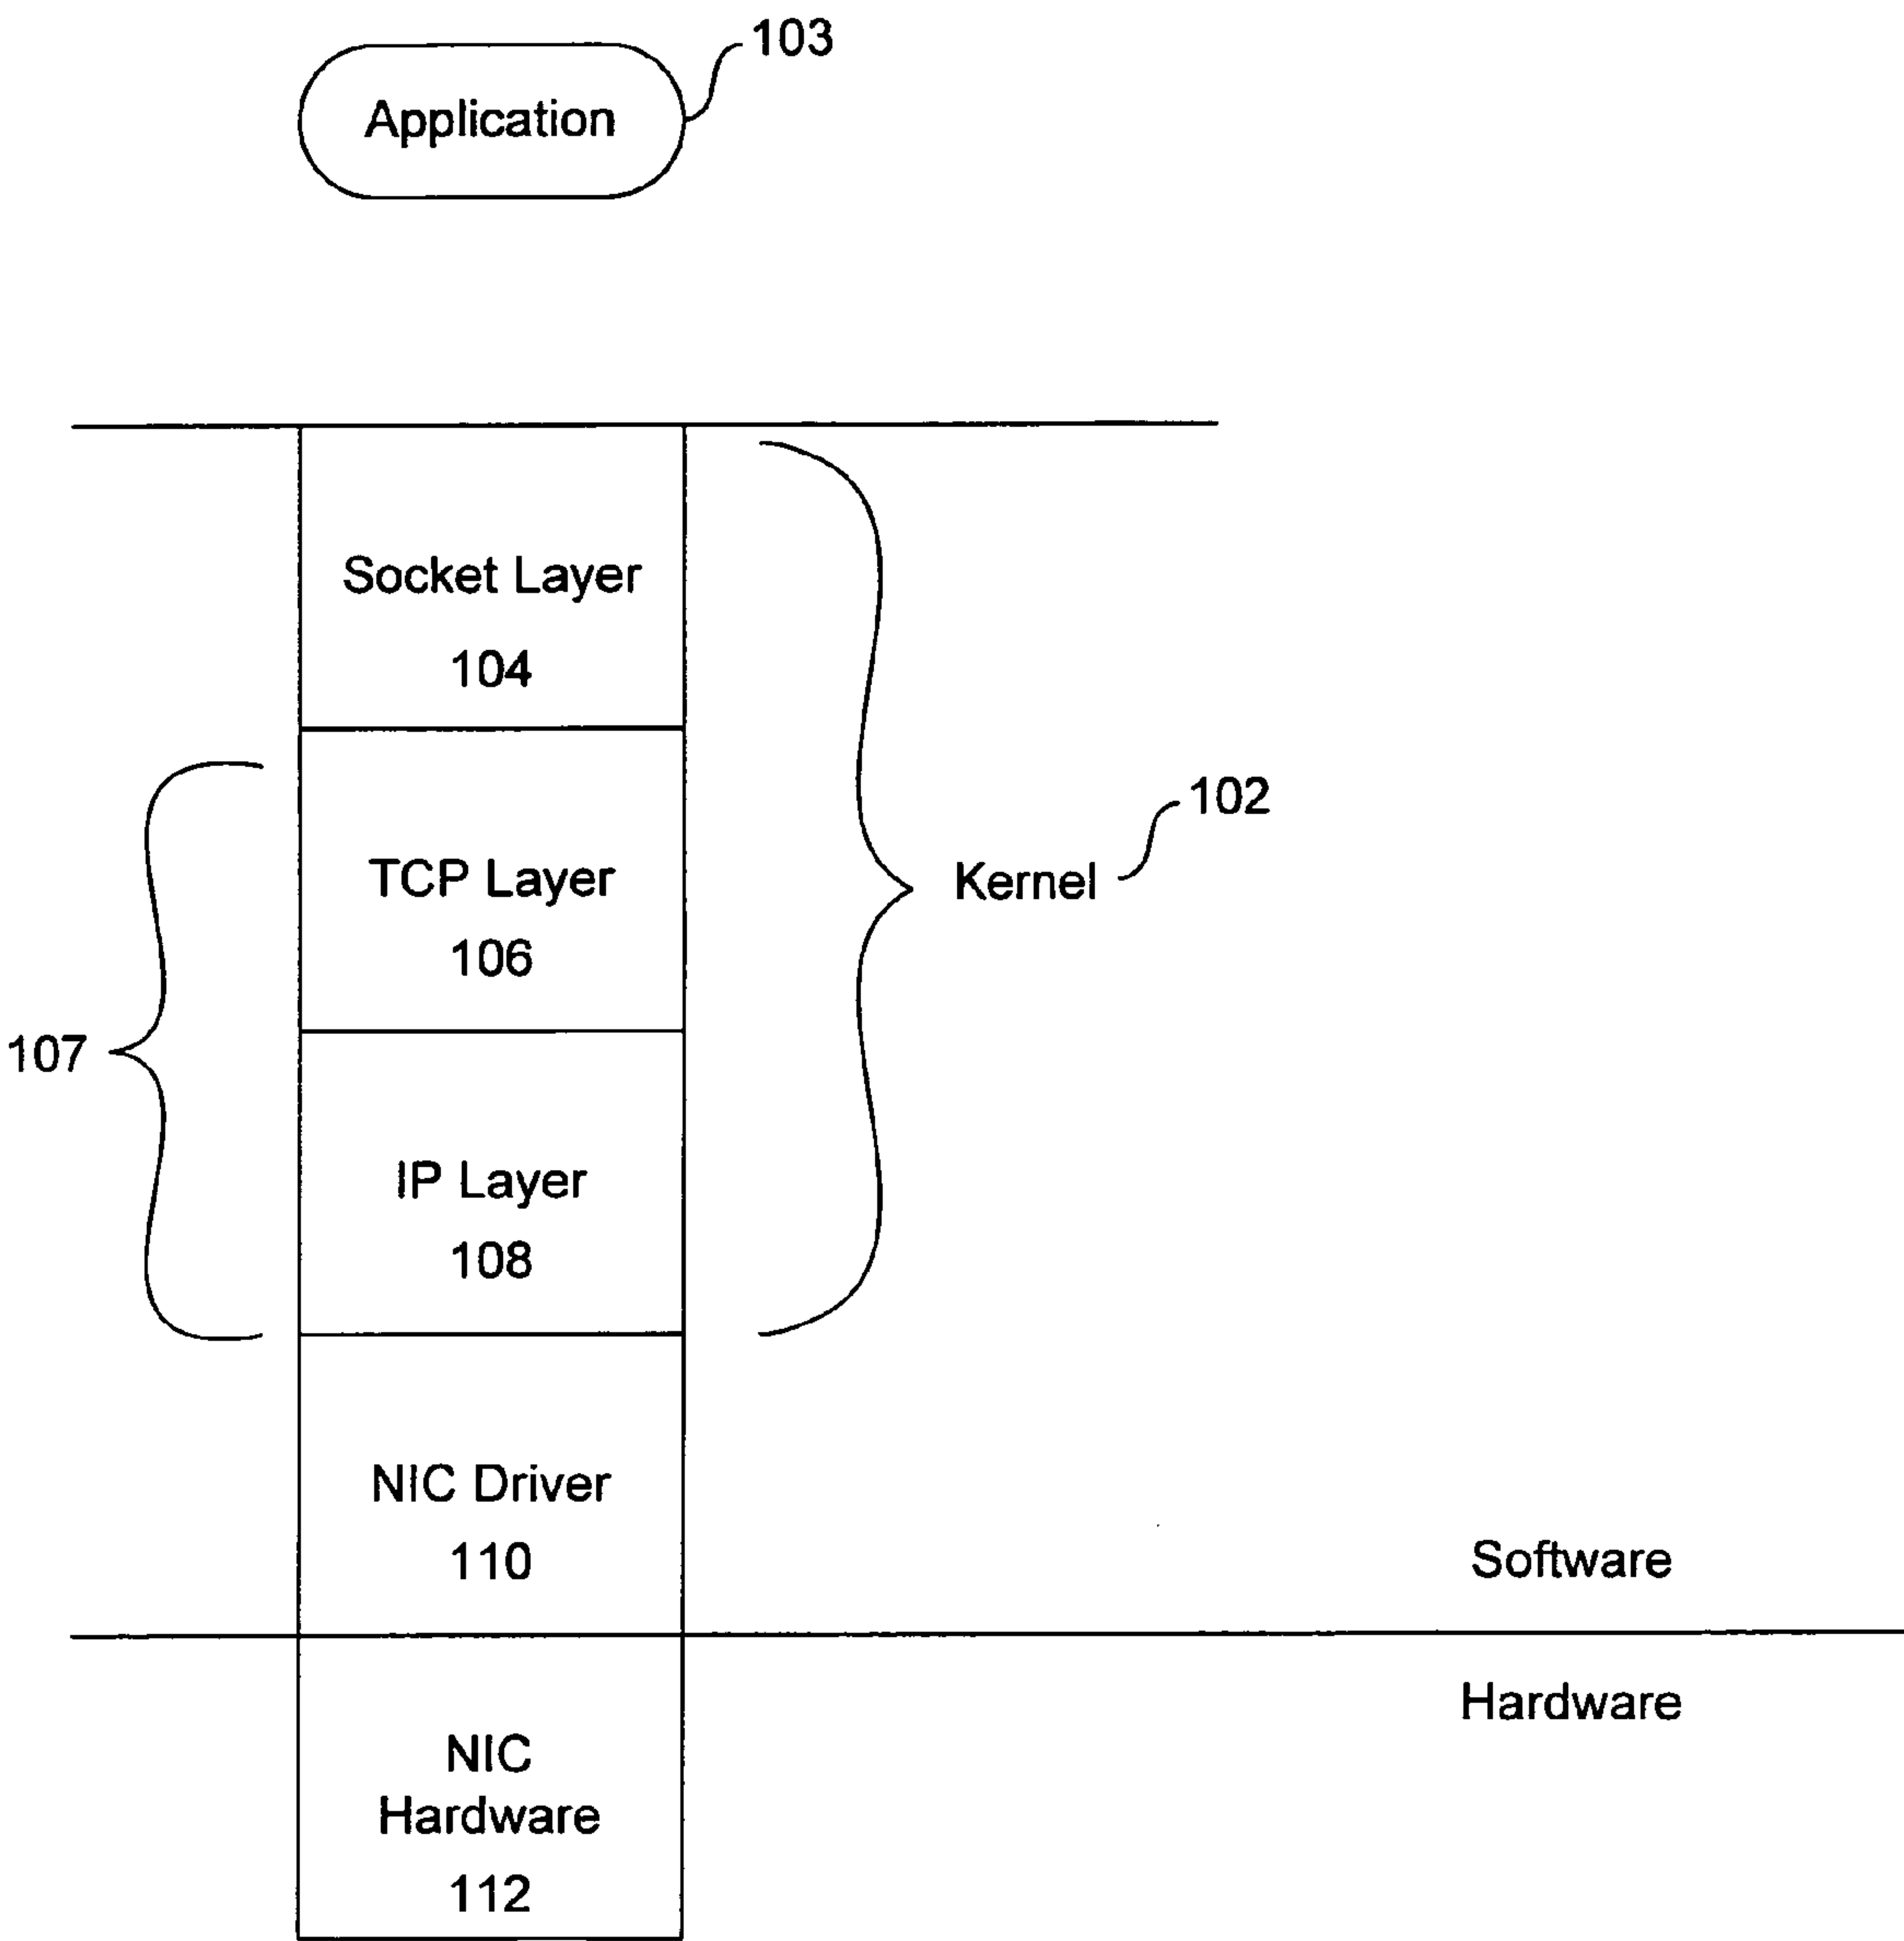 103
Application
Socket Layer
104
102
TCP Layer
Kernel
106
107
IP Layer
108
NIC Driver
110
Software
Hardware
NIC
Hardware
112